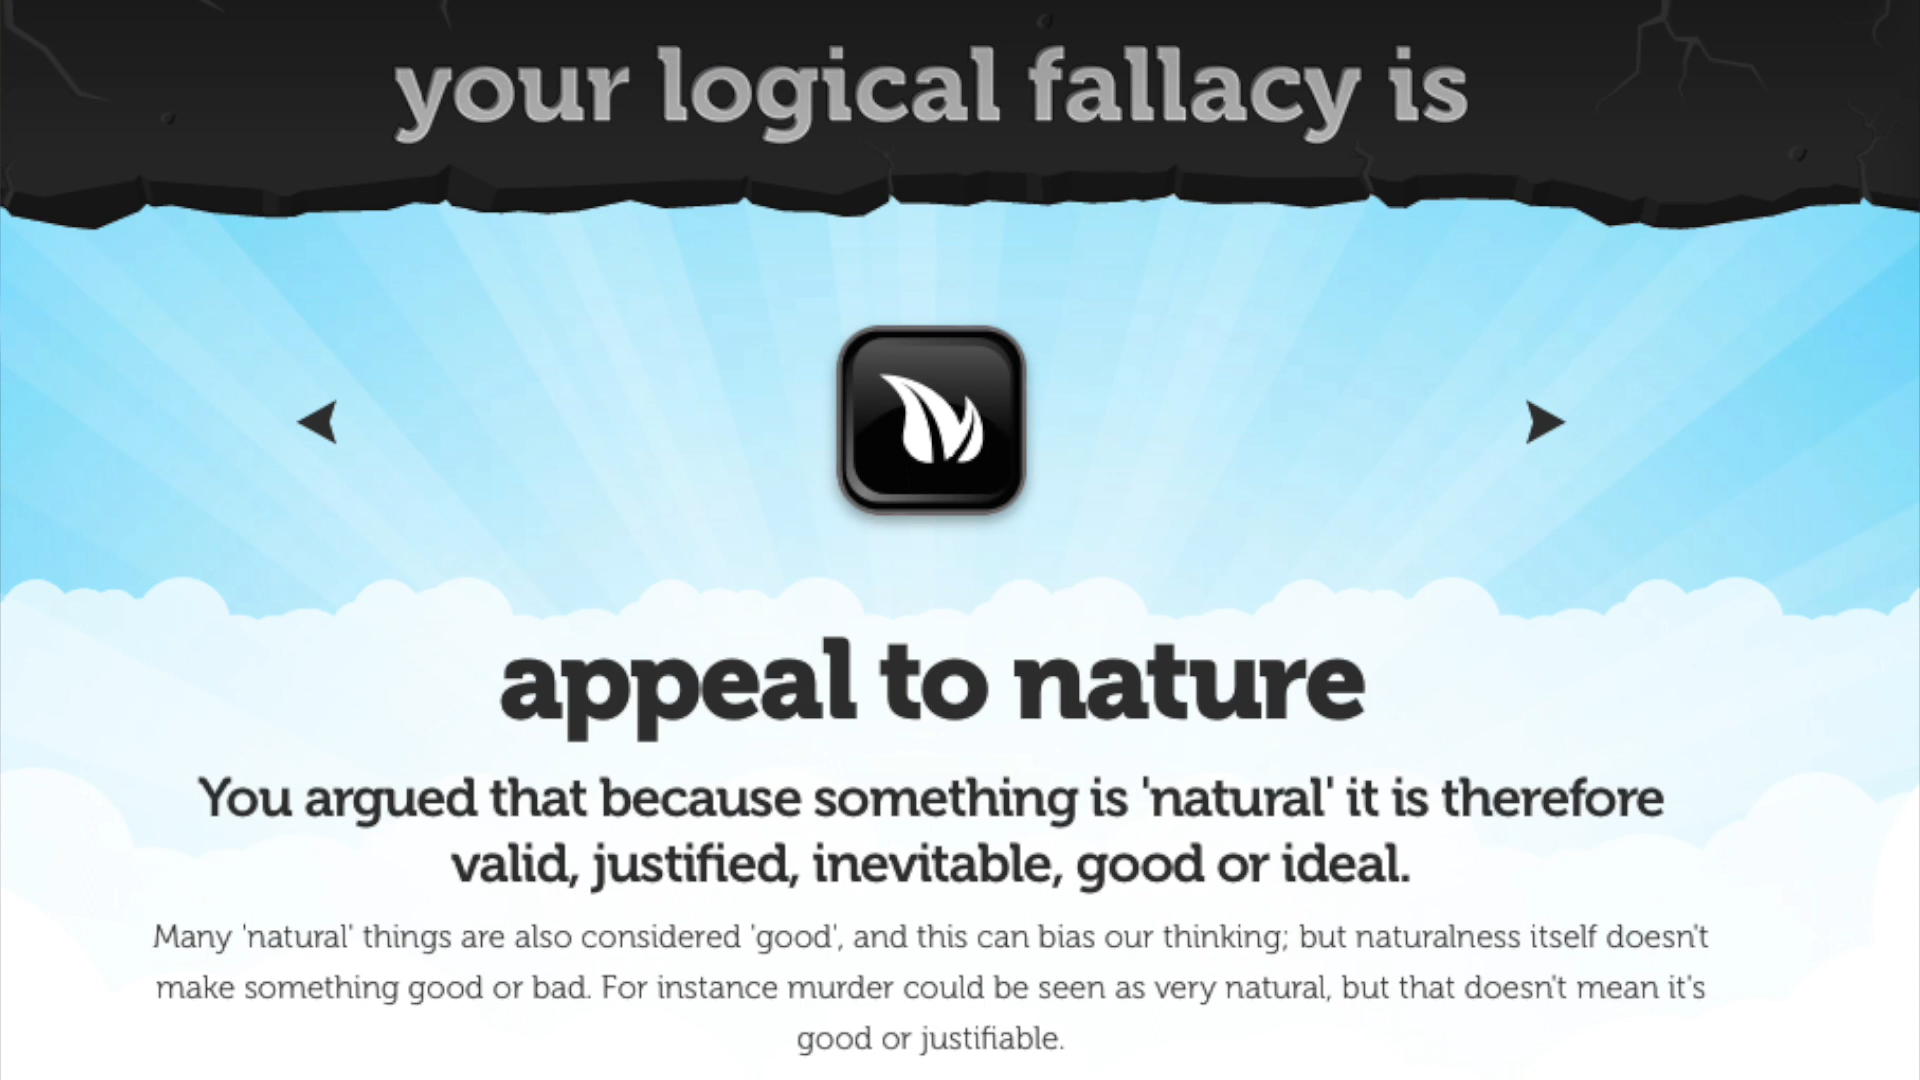 your logical fallacy is
appeal to nature
You argued that because something is 'natural' it is therefore
valid, justified, inevitable, good or ideal.
Many 'natural' things are also considered 'good', and this can bias our thinking; but naturalness itself doesn't
make something good or bad. For instance murder could be seen as very natural, but that doesn't mean it's
good or justifiable.